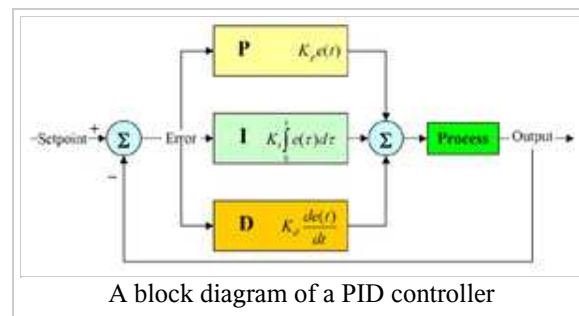 P K_p e(t)
Setpoint + Σ Error I K_i ∫_0^t e(τ)dτ Σ Process Output
−
D K_d de(t)/dt
A block diagram of a PID controller